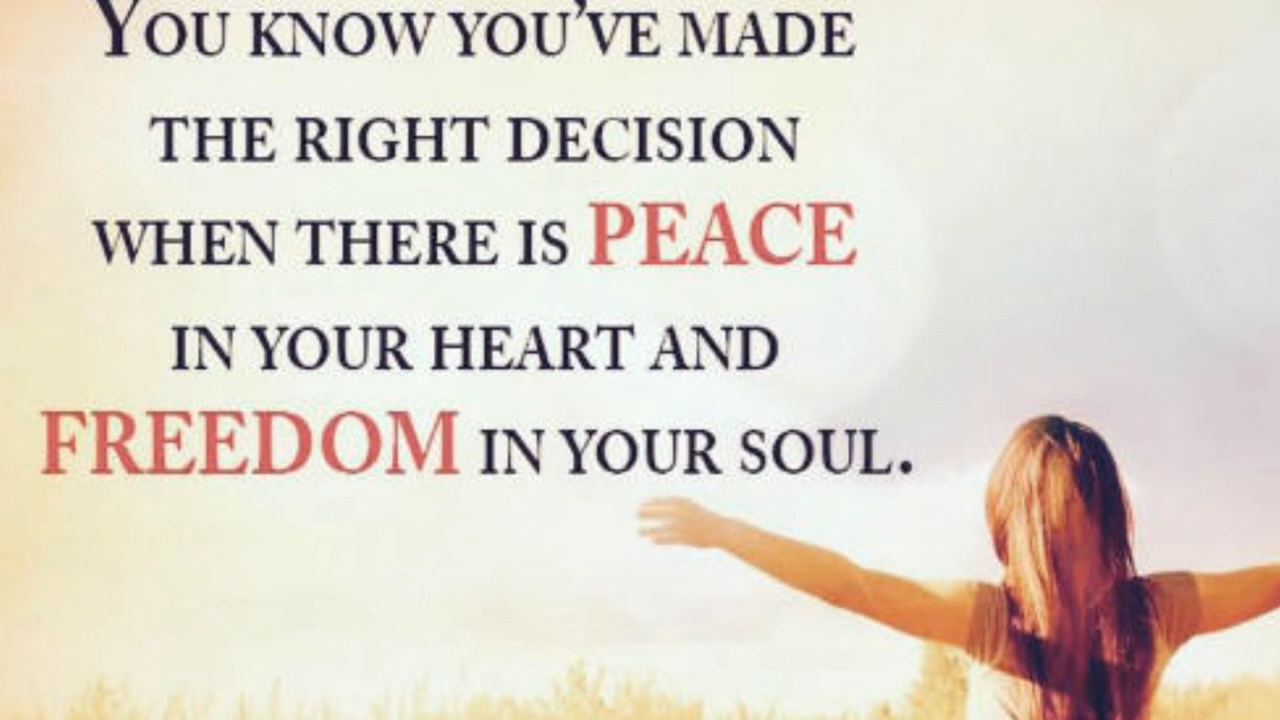 YOU KNOW YOU'VE MADE
THE RIGHT DECISION
WHEN THERE IS PEACE
IN YOUR HEART AND
FREEDOM IN YOUR SOUL.